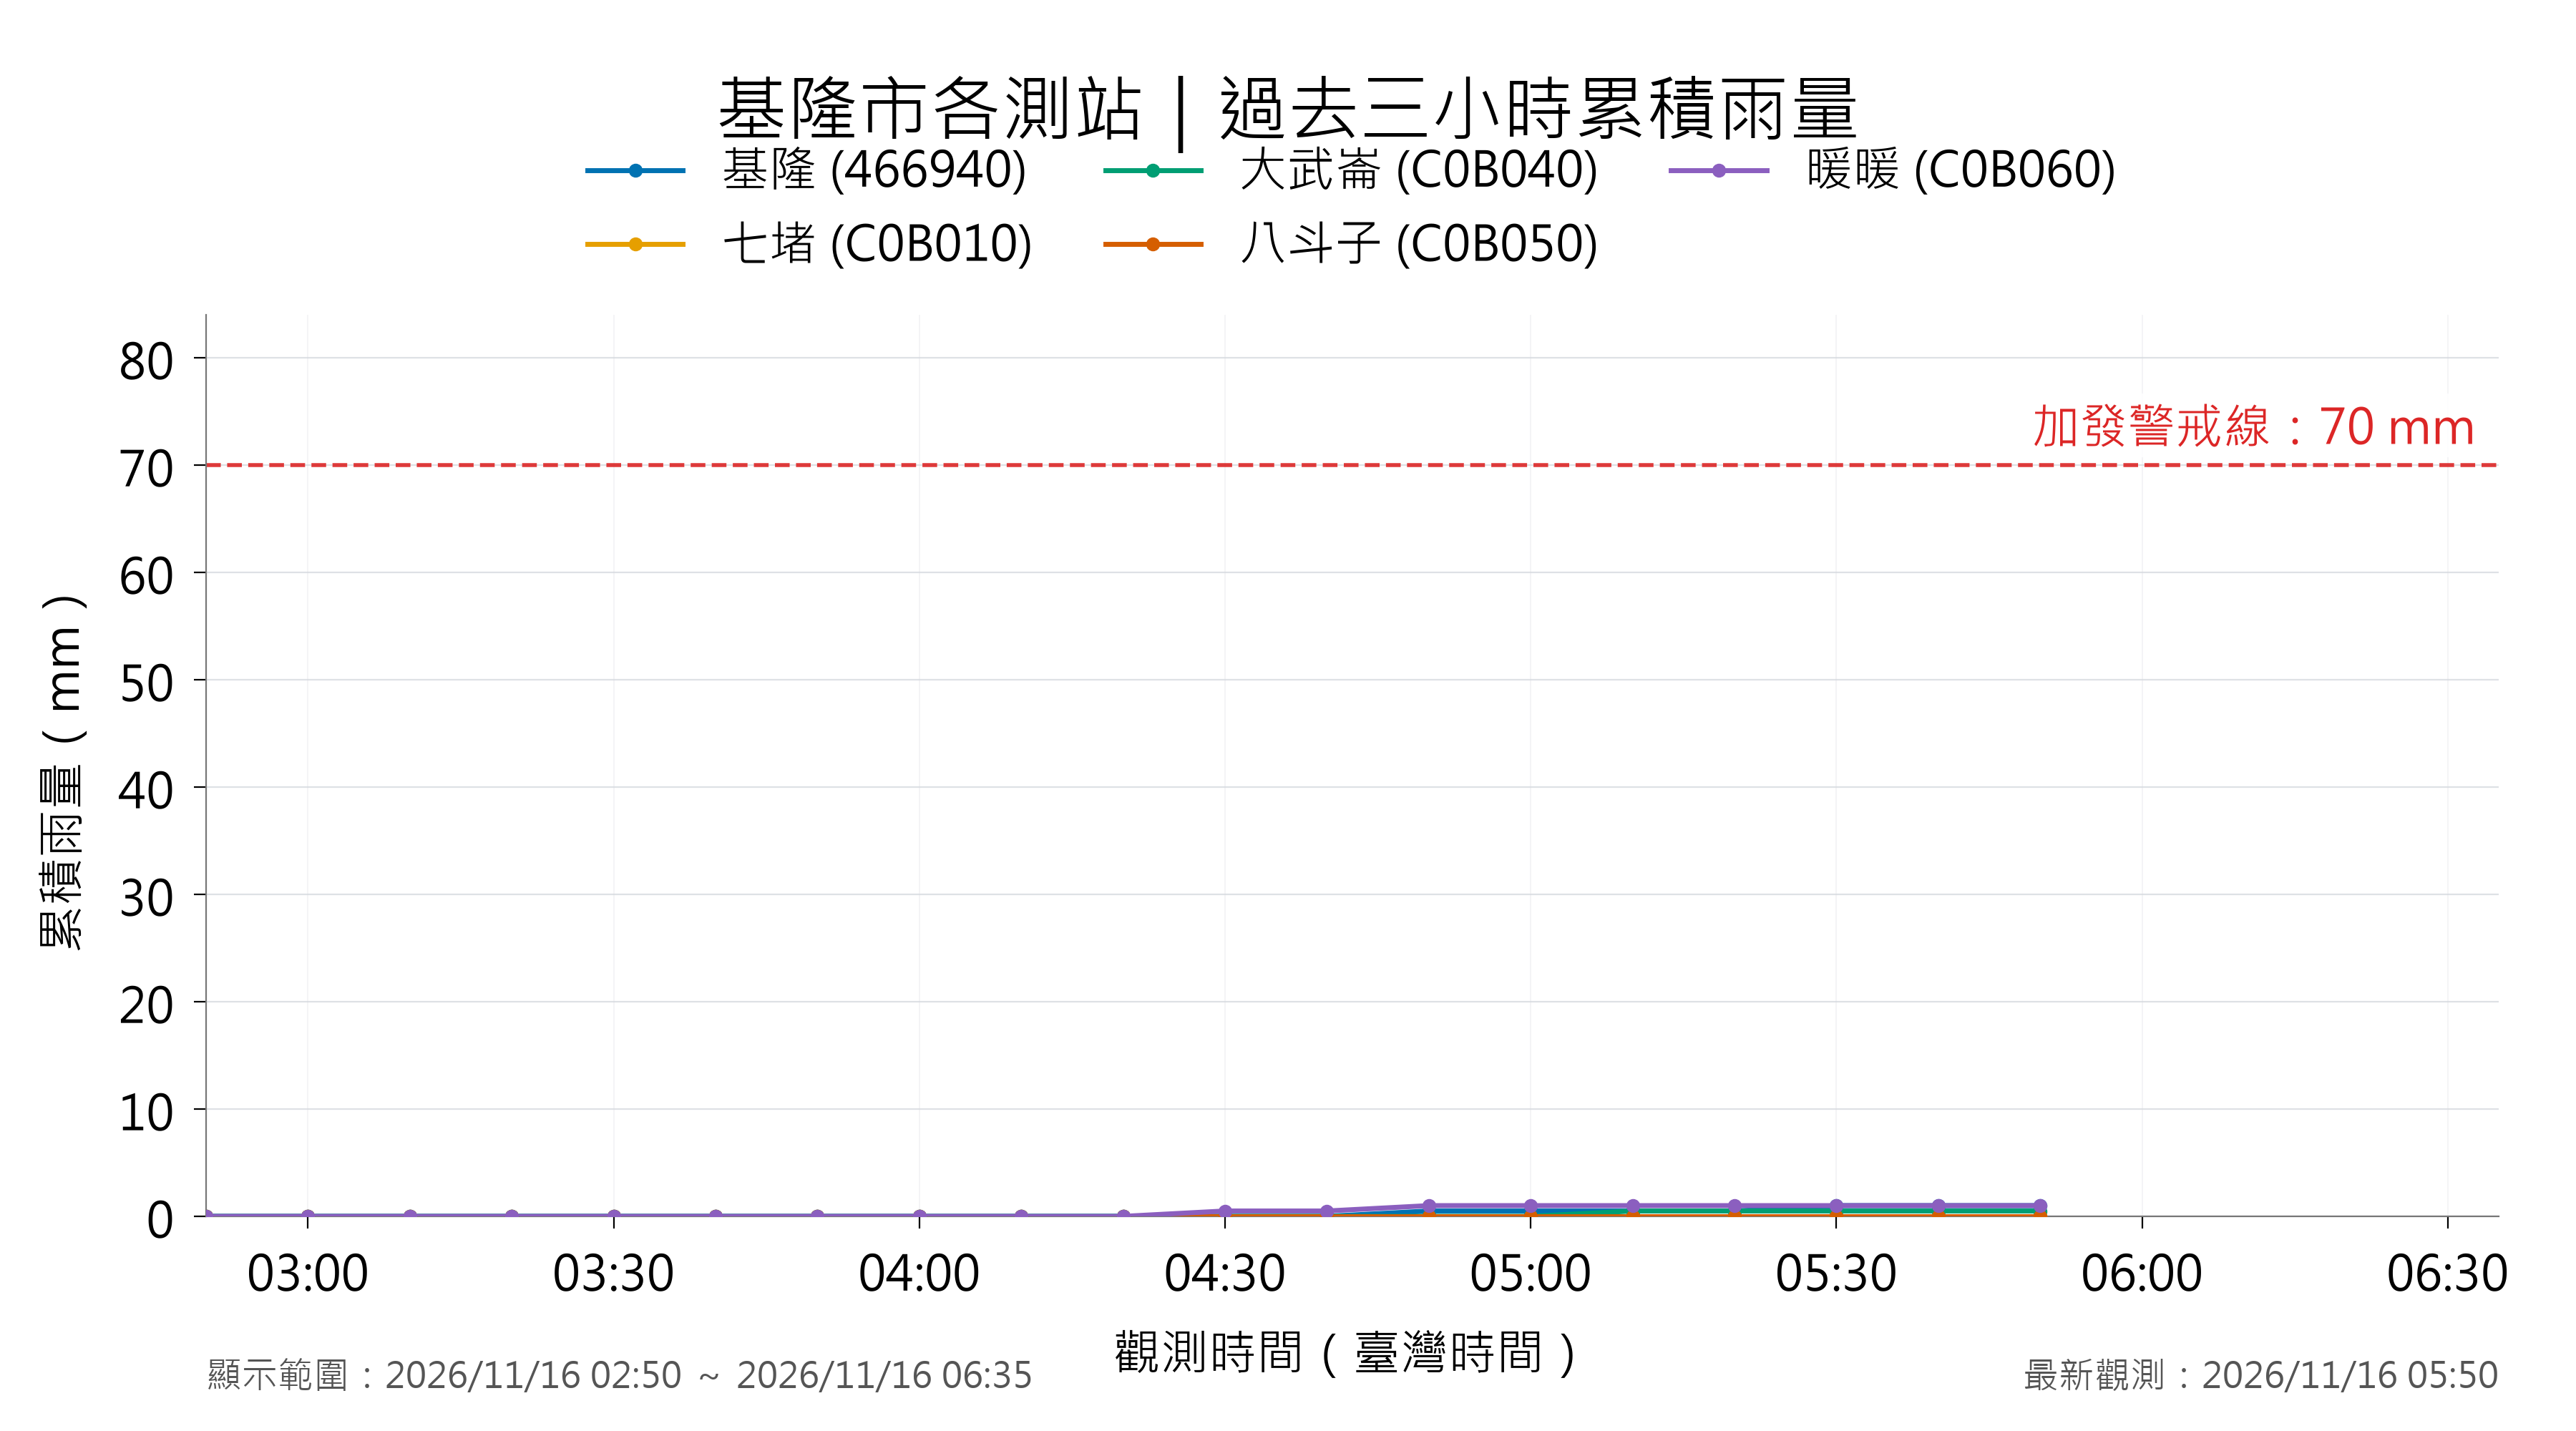 基隆市各測站｜過去三小時累積雨量
基隆 (466940)
大武崙 (C0B040)
暖暖 (C0B060)
七堵 (C0B010)
八斗子 (C0B050)
累積雨量（mm）
80
70
60
50
40
30
20
10
0
加發警戒線：70 mm
03:00 03:30 04:00 04:30 05:00 05:30 06:00 06:30
觀測時間（臺灣時間）
顯示範圍：2026/11/16 02:50 ~ 2026/11/16 06:35
最新觀測：2026/11/16 05:50